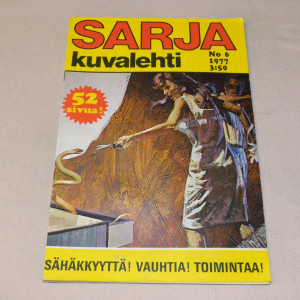 SARJA
kuvalehti
No 6
1977
3:50
52
sivua!
SÄHÄKKYYTTÄ! VAUHTIA! TOIMINTAA!